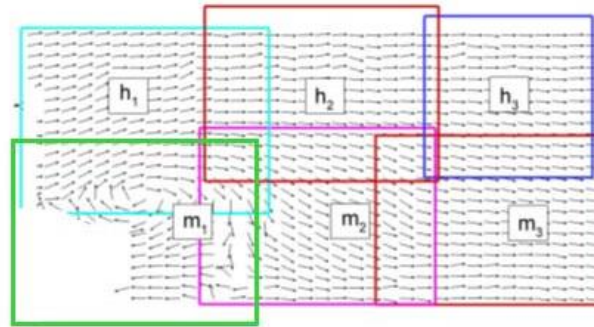 h₁ h₂ h₃
m₁ m₂ m₃